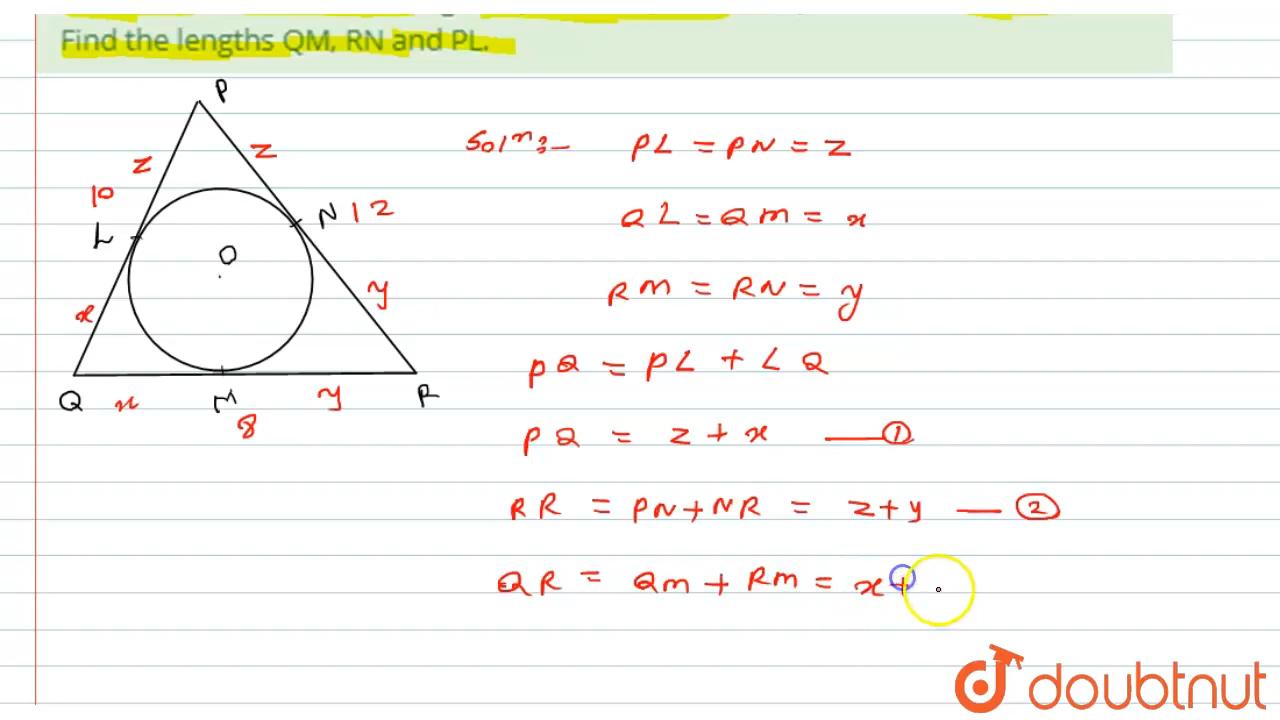 Find the lengths QM, RN and PL.
P
z
z
10
L
N 12
O
x
y
Q
x
M
y
R
8
Soln:-
PL = PN = z
QL = QM = x
RM = RN = y
PQ = PL + LQ
PQ = z + x — ①
RR = PN + NR = z + y — ②
QR = QM + RM = x +
doubtnut